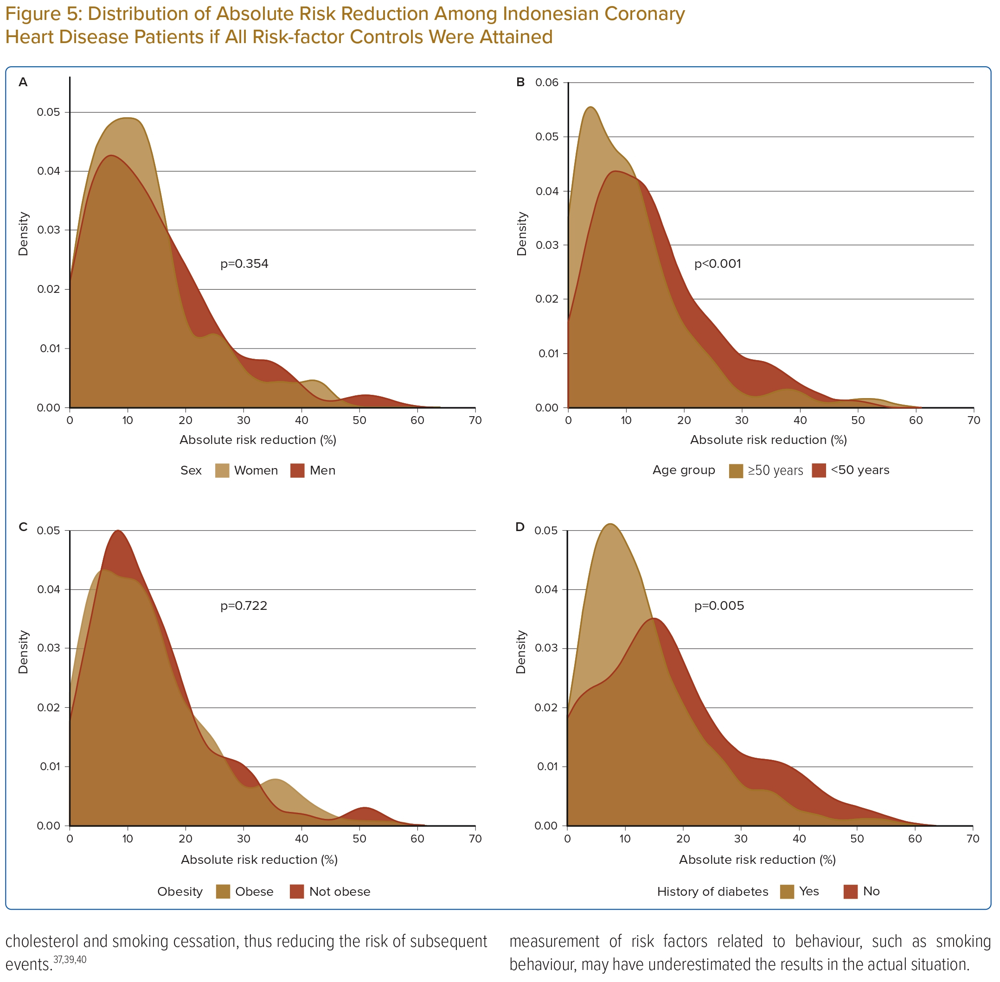 Figure 5: Distribution of Absolute Risk Reduction Among Indonesian Coronary
Heart Disease Patients if All Risk-factor Controls Were Attained
A
0.05
0.04
0.03
0.02
0.01
0.00
Density
p=0.354
0 10 20 30 40 50 60 70
Absolute risk reduction (%)
Sex Women Men
B
0.06
0.05
0.04
0.03
0.02
0.01
0.00
Density
p<0.001
0 10 20 30 40 50 60 70
Absolute risk reduction (%)
Age group ≥50 years <50 years
C
0.05
0.04
0.03
0.02
0.01
0.00
Density
p=0.722
0 10 20 30 40 50 60 70
Absolute risk reduction (%)
Obesity Obese Not obese
D
0.05
0.04
0.03
0.02
0.01
0.00
Density
p=0.005
0 10 20 30 40 50 60 70
Absolute risk reduction (%)
History of diabetes Yes No
cholesterol and smoking cessation, thus reducing the risk of subsequent
events.37,39,40
measurement of risk factors related to behaviour, such as smoking
behaviour, may have underestimated the results in the actual situation.